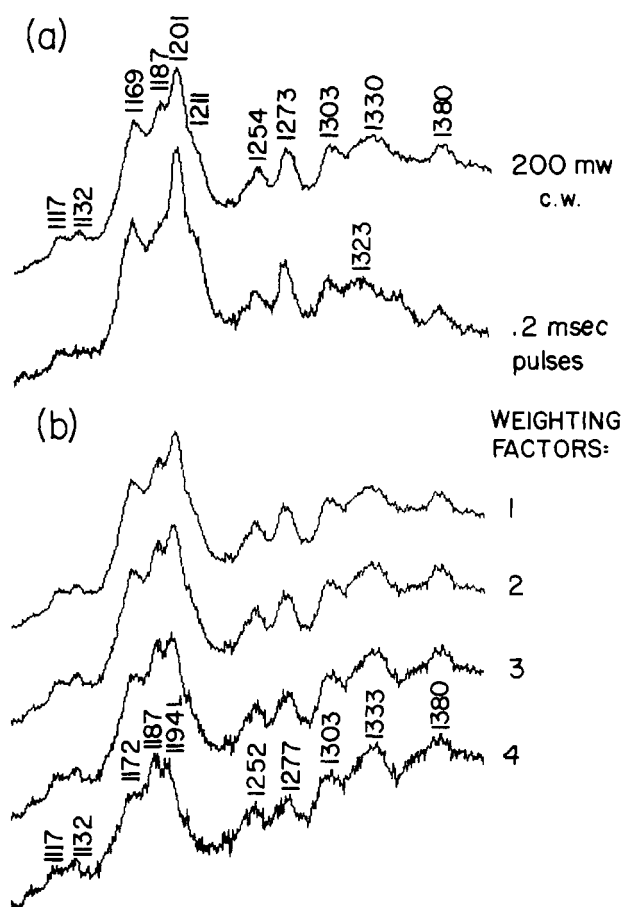 (a)
1117
1132
1169
1187
1201
1211
1254
1273
1303
1330
1380
200 mw
c.w.
1323
.2 msec
pulses
(b)
WEIGHTING
FACTORS:
1
2
3
4
1117
1132
1172
1187
1194L
1252
1277
1303
1333
1380